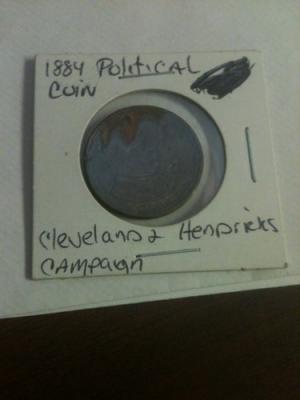 1884 Political
Coin
Cleveland & Hendricks
Campaign